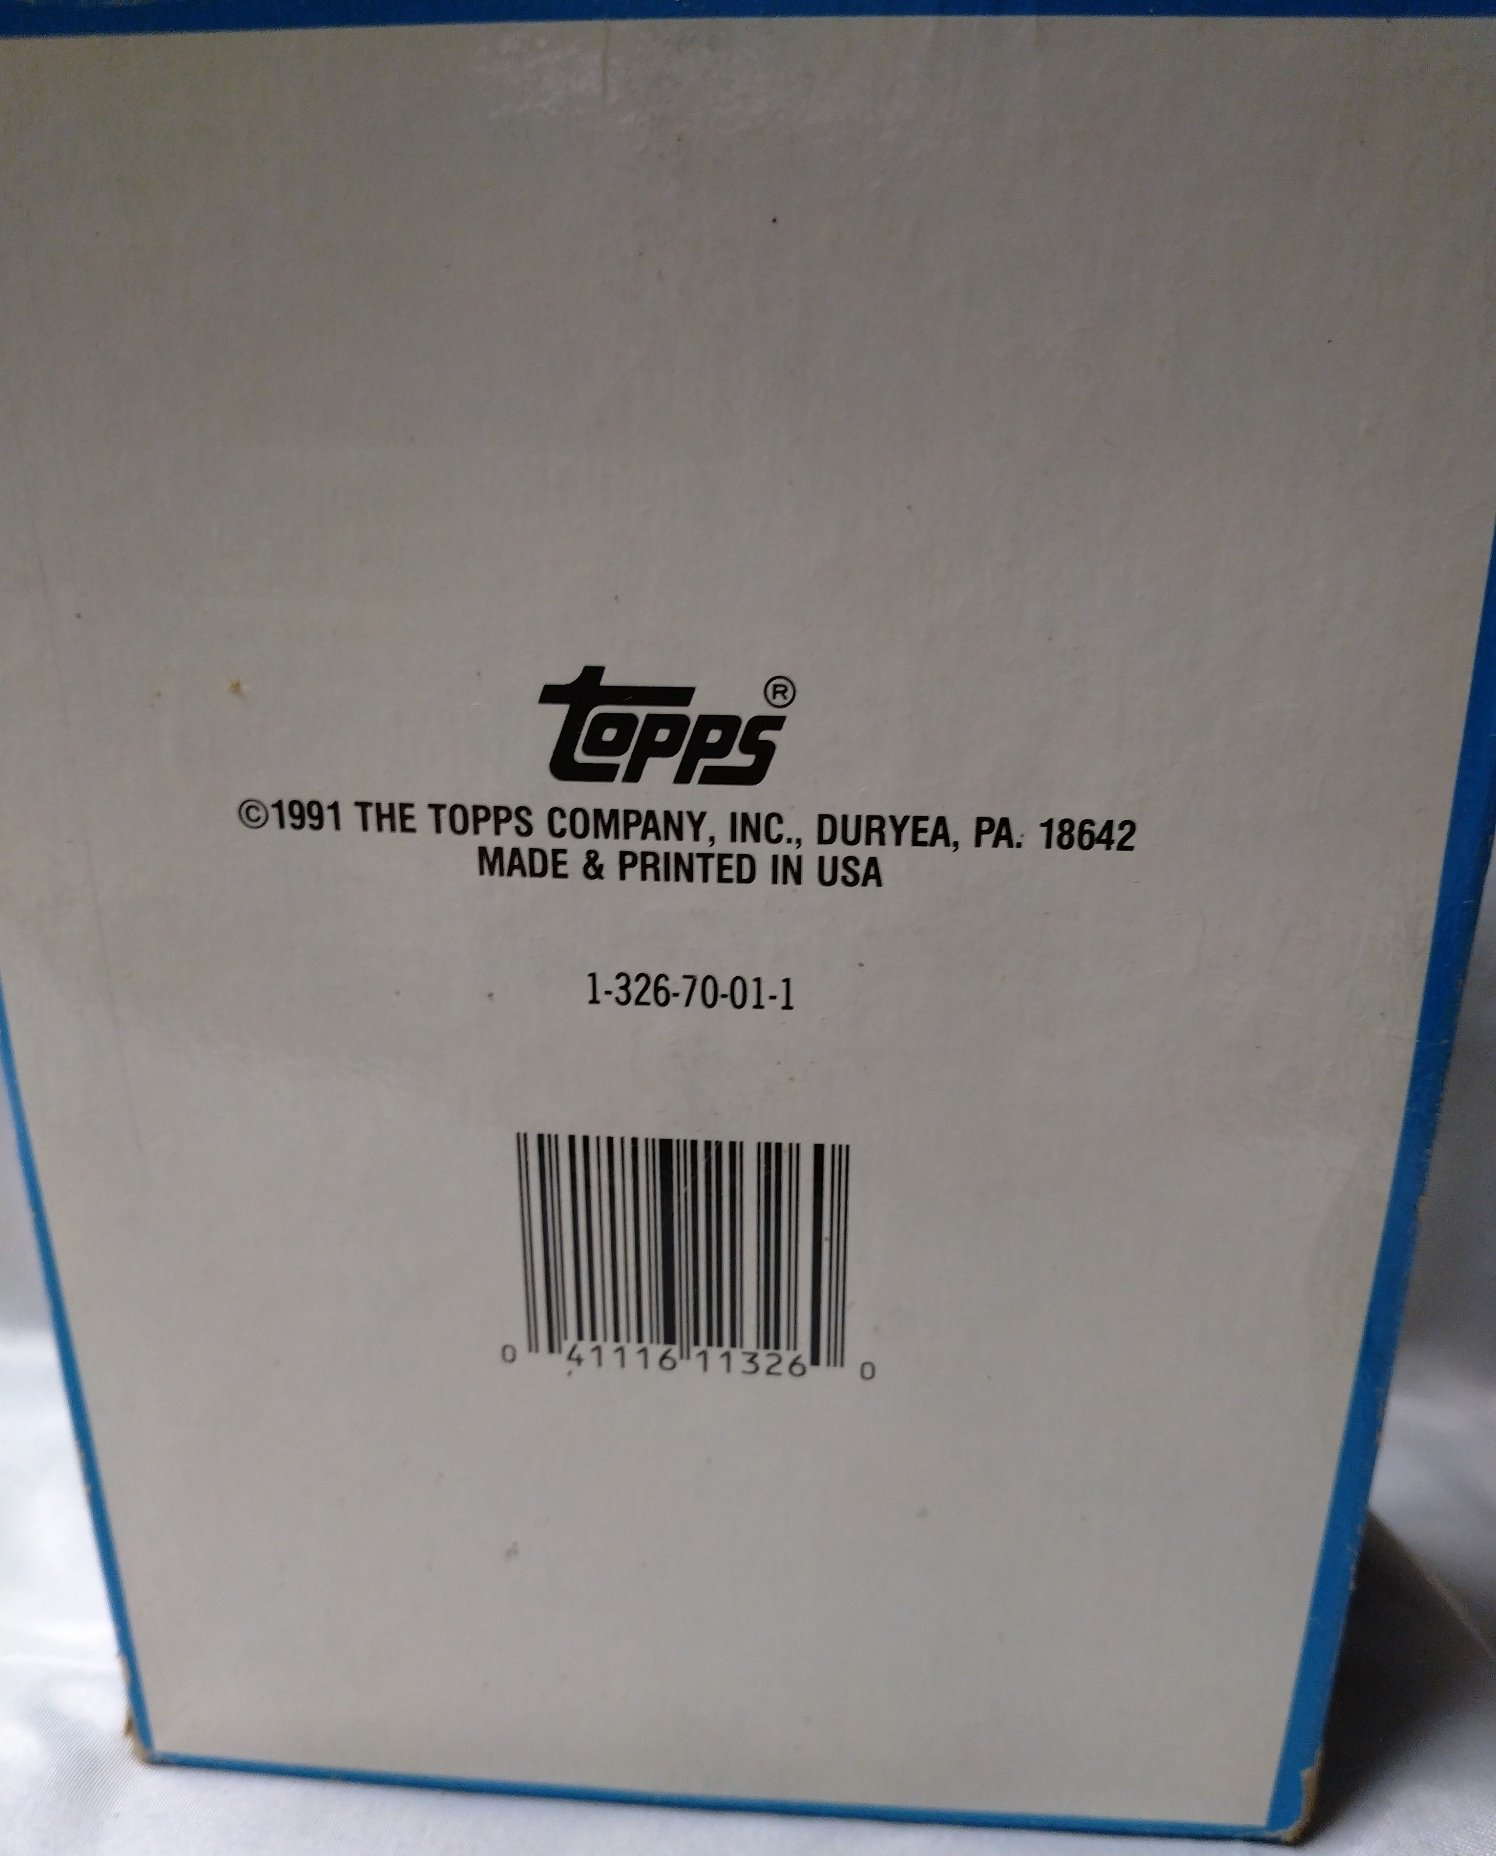 topps®
©1991 THE TOPPS COMPANY, INC., DURYEA, PA. 18642
MADE & PRINTED IN USA
1-326-70-01-1
0 41116 11326 0